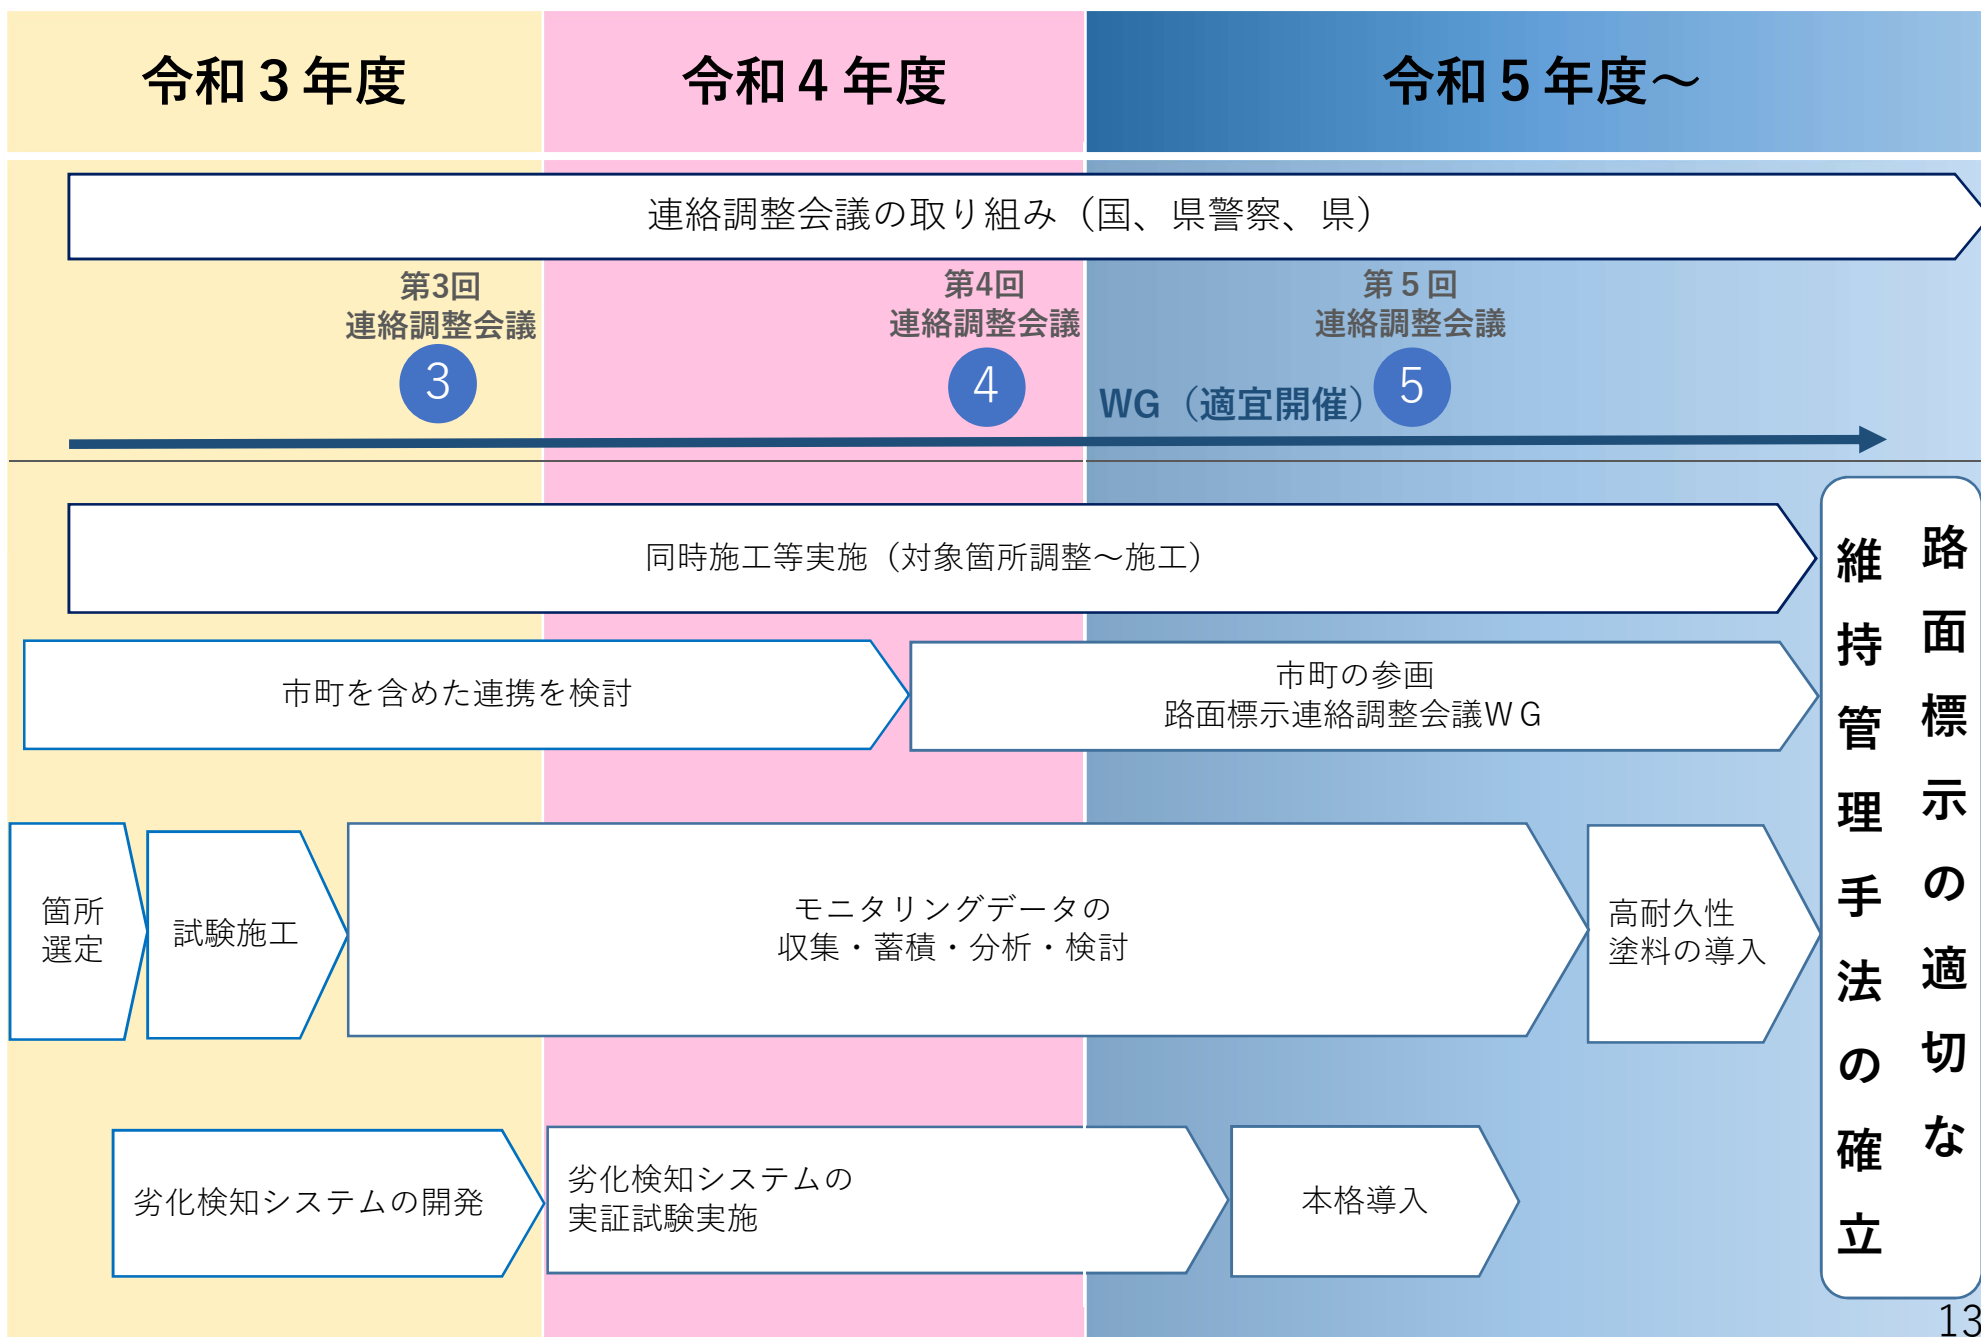 令和３年度
令和４年度
令和５年度～
連絡調整会議の取り組み（国、県警察、県）
第3回
連絡調整会議
3
第4回
連絡調整会議
4
第５回
連絡調整会議
5
WG（適宜開催）
同時施工等実施（対象箇所調整～施工）
市町を含めた連携を検討
市町の参画
路面標示連絡調整会議ＷＧ
箇所
選定
試験施工
モニタリングデータの
収集・蓄積・分析・検討
高耐久性
塗料の導入
劣化検知システムの開発
劣化検知システムの
実証試験実施
本格導入
路面標示の適切な
維持管理手法の確立
13